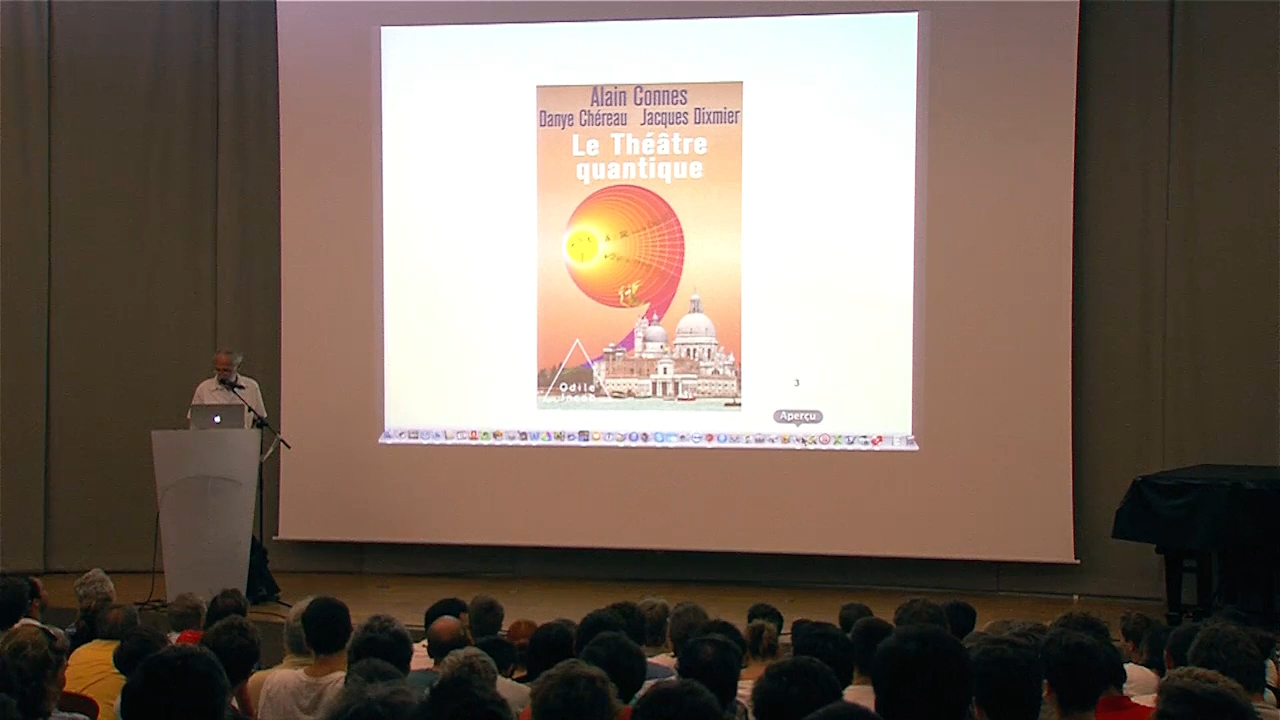 Alain Connes
Danye Chéreau Jacques Dixmier
Le Théâtre
quantique
Odile
Jacob
3
Aperçu